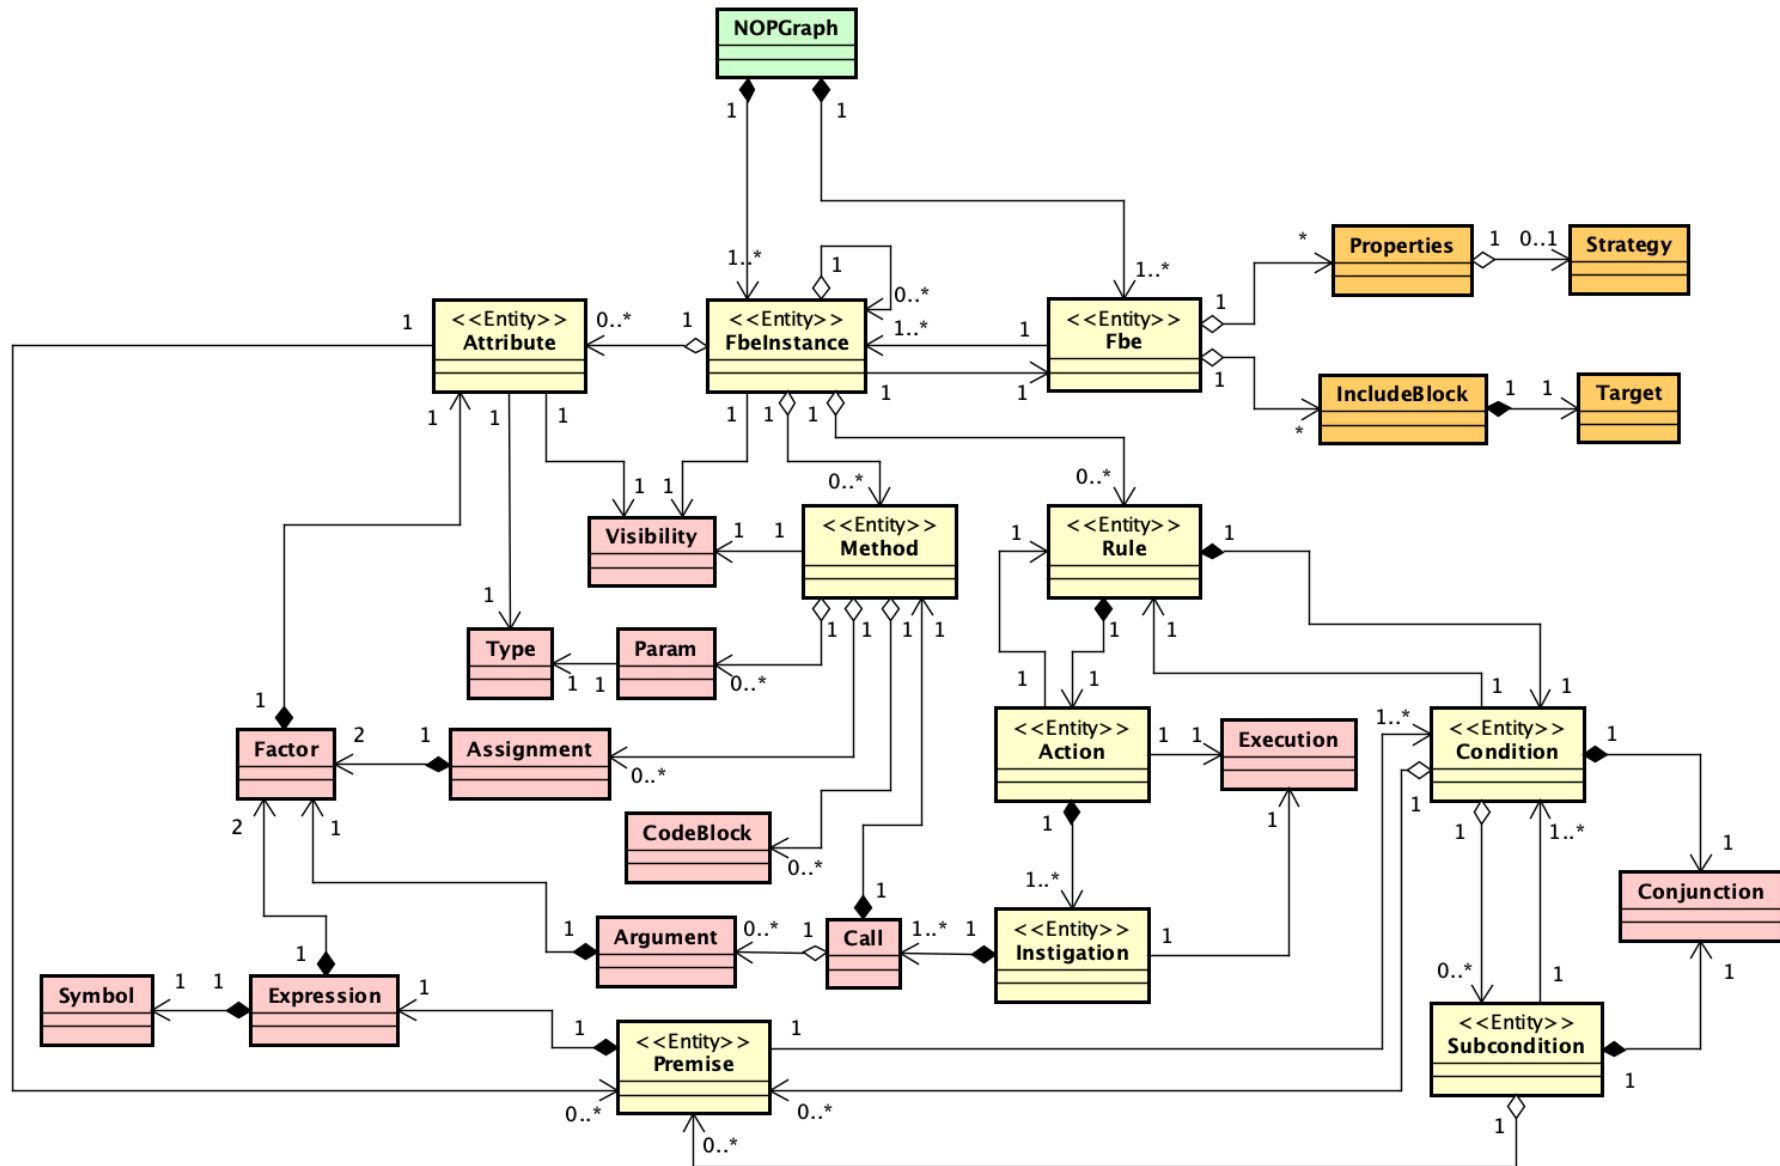 NOPGraph
1 1
1..* 1 0..* 1..*
* Properties 1 0..1 Strategy
1 0..* 1 1..* 1 1
<<Entity>>
Attribute
<<Entity>>
FbeInstance
<<Entity>>
Fbe
1 1 1
IncludeBlock 1 1 Target
*
1 1 1 1 1 1
0..* 0..*
1 1
Visibility 1 1
<<Entity>>
Method
1
<<Entity>>
Rule
1
1 Type Param
1 1 0..*
1 1 1 1
1 1
1 1 1 1
1 Factor 2 1 Assignment
0..*
<<Entity>>
Action
1 1 Execution
1..*
<<Entity>>
Condition
1
2 1 CodeBlock
0..*
1 1 1 1 1..*
1
1 1..*
Conjunction
1 Argument 0..* 1 Call 1..* 1
<<Entity>>
Instigation
1
1
Symbol 1 1 Expression 1
0..* 1
1 1
<<Entity>>
Premise
<<Entity>>
Subcondition
1
0..* 0..*
0..* 1